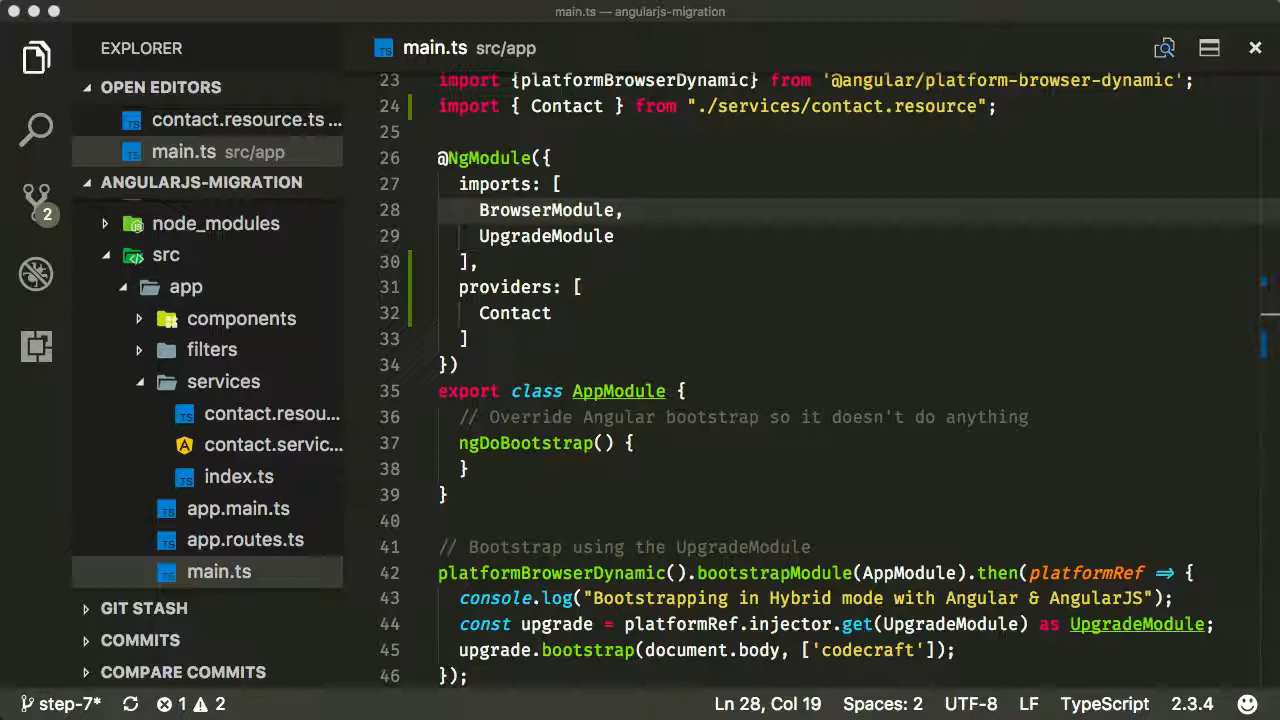 main.ts — angularjs-migration
EXPLORER
OPEN EDITORS
contact.resource.ts ...
main.ts src/app
ANGULARJS-MIGRATION
node_modules
src
app
components
filters
services
contact.resou...
contact.servic...
index.ts
app.main.ts
app.routes.ts
main.ts
GIT STASH
COMMITS
COMPARE COMMITS
2
main.ts src/app
23 import {platformBrowserDynamic} from '@angular/platform-browser-dynamic';
24 import { Contact } from "./services/contact.resource";
25
26 @NgModule({
27 imports: [
28 BrowserModule,
29 UpgradeModule
30 ],
31 providers: [
32 Contact
33 ]
34 })
35 export class AppModule {
36 // Override Angular bootstrap so it doesn't do anything
37 ngDoBootstrap() {
38 }
39 }
40
41 // Bootstrap using the UpgradeModule
42 platformBrowserDynamic().bootstrapModule(AppModule).then(platformRef => {
43 console.log("Bootstrapping in Hybrid mode with Angular & AngularJS");
44 const upgrade = platformRef.injector.get(UpgradeModule) as UpgradeModule;
45 upgrade.bootstrap(document.body, ['codecraft']);
46 });
step-7* 1 2 Ln 28, Col 19 Spaces: 2 UTF-8 LF TypeScript 2.3.4